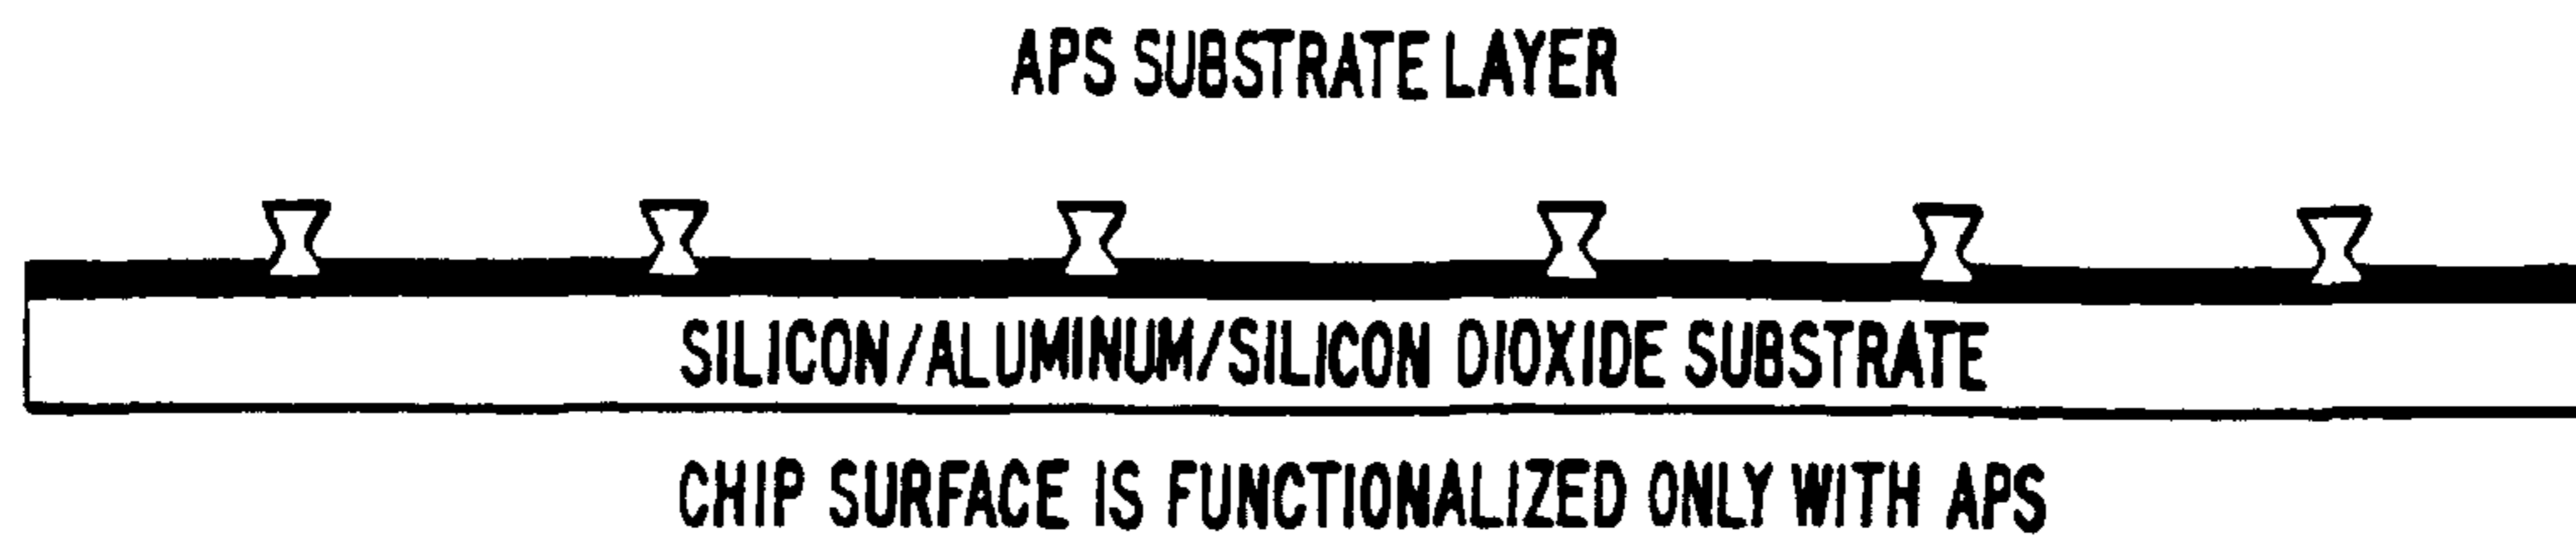 APS SUBSTRATE LAYER
SILICON/ALUMINUM/SILICON DIOXIDE SUBSTRATE
CHIP SURFACE IS FUNCTIONALIZED ONLY WITH APS